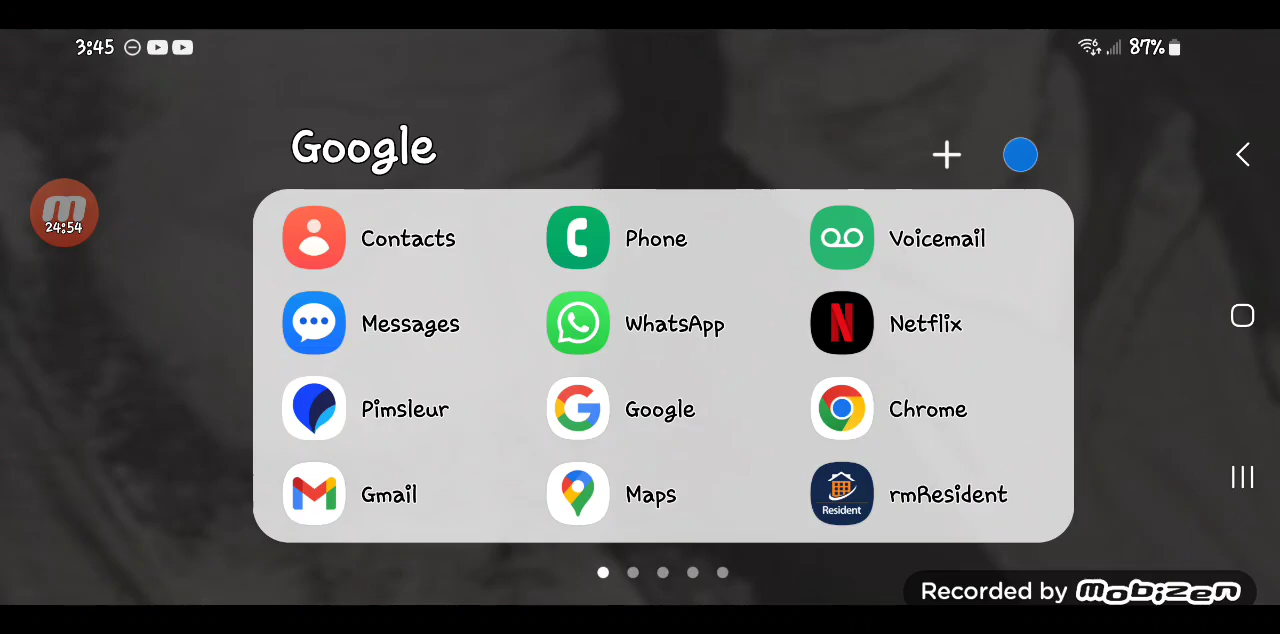 3:45
87%
Google
24:54
Contacts
Phone
Voicemail
Messages
WhatsApp
Netflix
Pimsleur
Google
Chrome
Gmail
Maps
Resident
rmResident
Recorded by mobizen